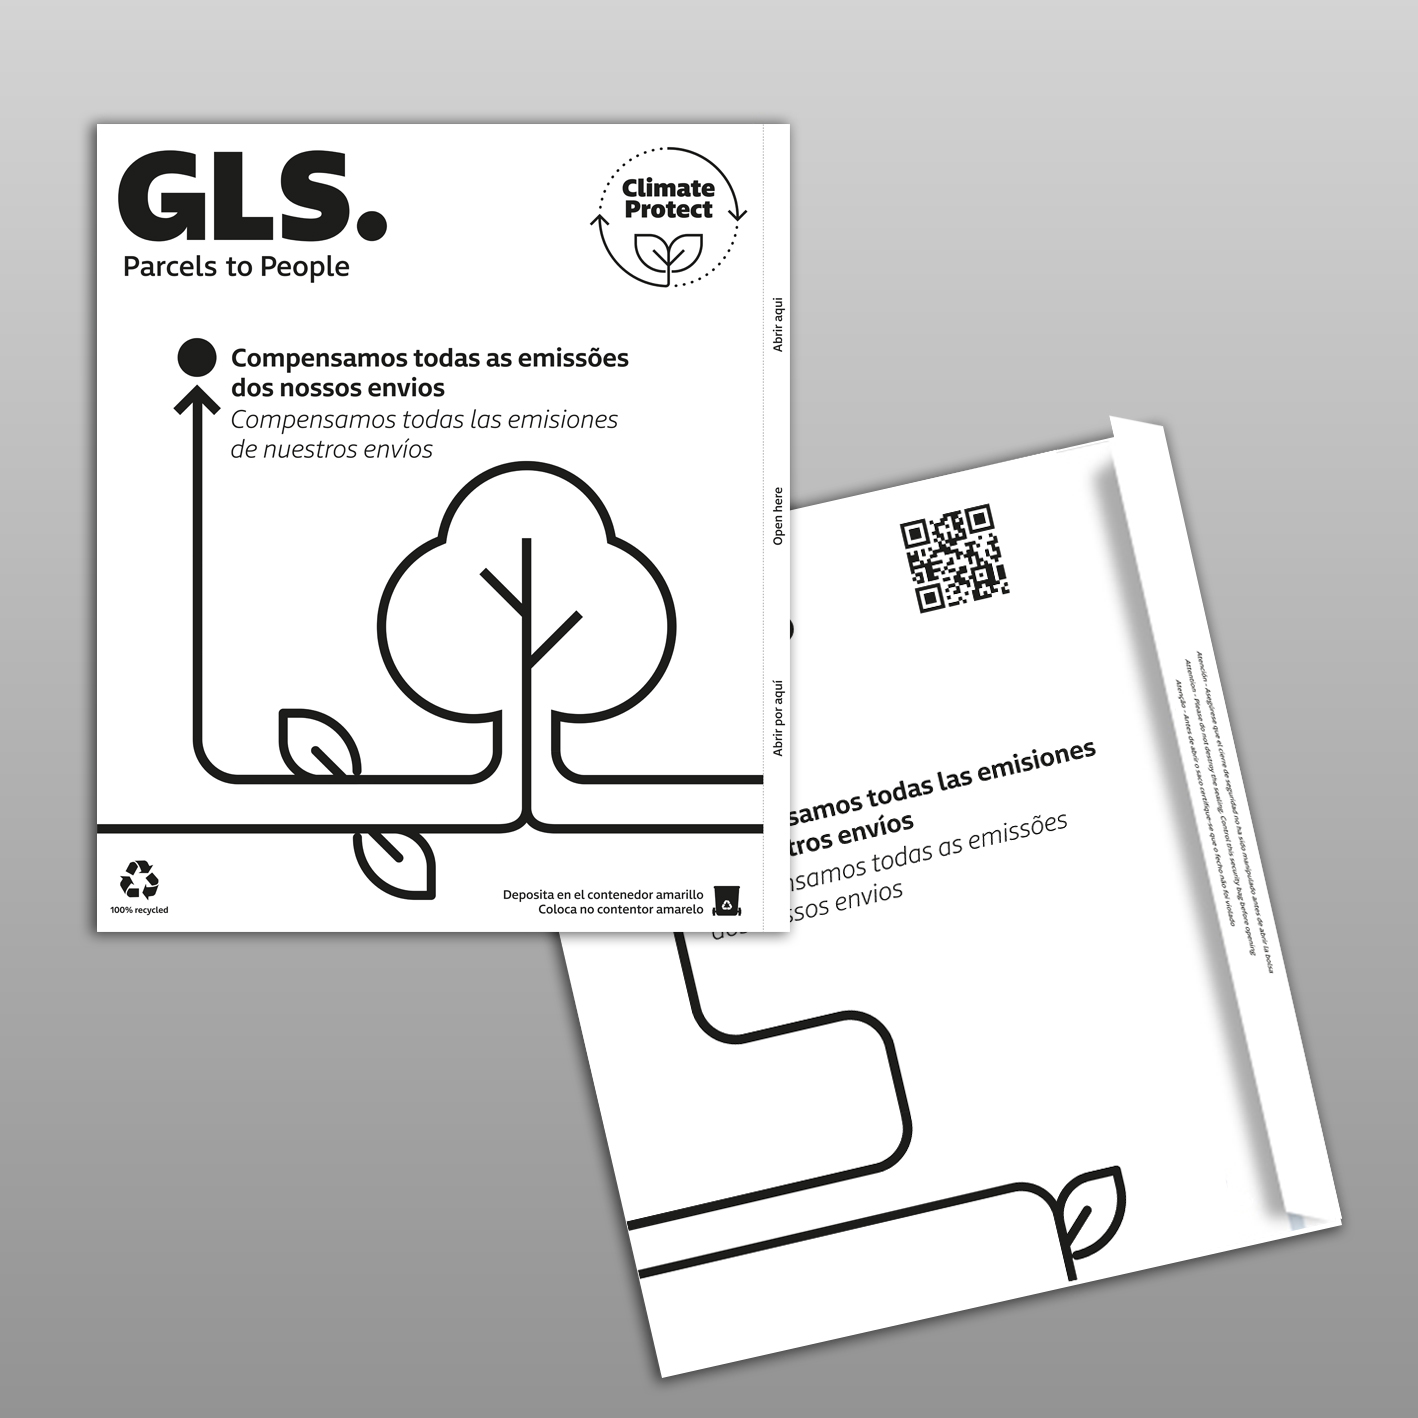 GLS.
Parcels to People
Climate
Protect
Compensamos todas as emissões
dos nossos envios
Compensamos todas las emisiones
de nuestros envíos
Abrir aqui
Open here
Abrir por aquí
100% recycled
Deposita en el contenedor amarillo
Coloca no contentor amarelo
samos todas las emisiones
tros envíos
nsamos todas as emissões
ssos envios
Atención - Asegúrese que el cierre de seguridad no ha sido manipulado antes de abrir la bolsa
Attention - Please do not destroy the sealing. Control this security bag before opening
Atenção - Antes de abrir o saco certifique-se que o fecho não foi violado